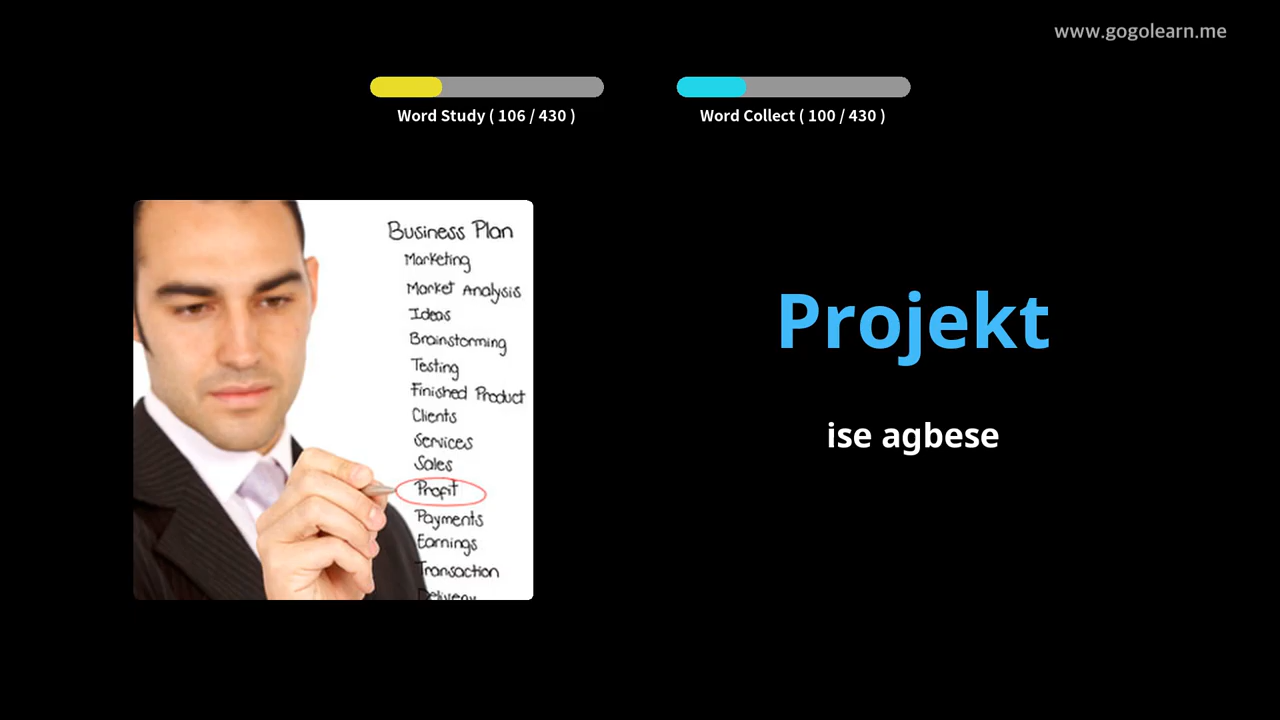 www.gogolearn.me
Word Study ( 106 / 430 )
Word Collect ( 100 / 430 )
Business Plan
Marketing
Market Analysis
Ideas
Brainstorming
Testing
Finished Product
Clients
Services
Sales
Profit
Payments
Earnings
Transaction
Delivery
Projekt
ise agbese